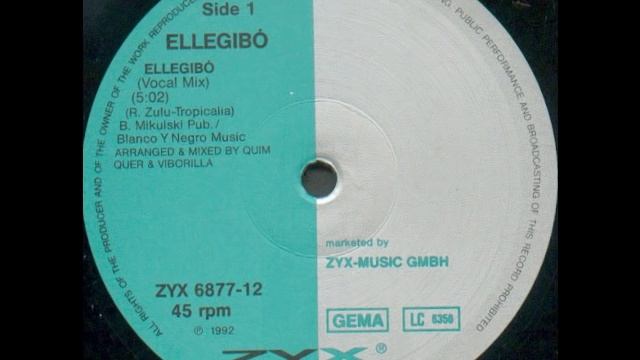 Side 1
ELLEGIBÓ
ELLEGIBÓ
(Vocal Mix)
(5:02)
(R. Zulu-Tropicalia)
B. Mikulski Pub./
Blanco Y Negro Music
ARRANGED & MIXED BY QUIM
QUER & VIBORILLA
marketed by
ZYX-MUSIC GMBH
ZYX 6877-12
45 rpm
GEMA
LC 6350
℗ 1992
ZYX ®
ALL RIGHTS OF THE PRODUCER AND OF THE OWNER OF THE WORK REPRODUCED
PUBLIC PERFORMANCE AND BROADCASTING OF THIS RECORD PROHIBITED